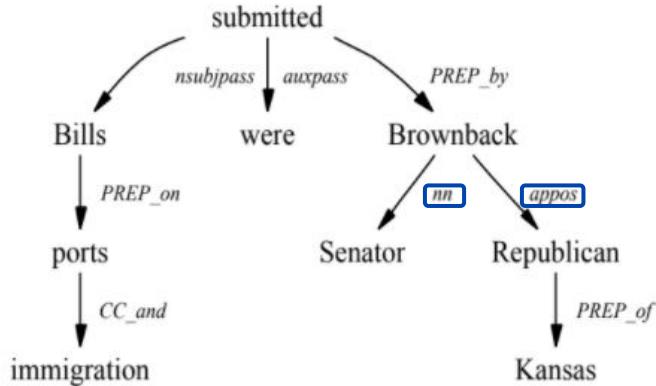 submitted
nsubjpass auxpass PREP_by
Bills were Brownback
PREP_on nn appos
ports Senator Republican
CC_and PREP_of
immigration Kansas